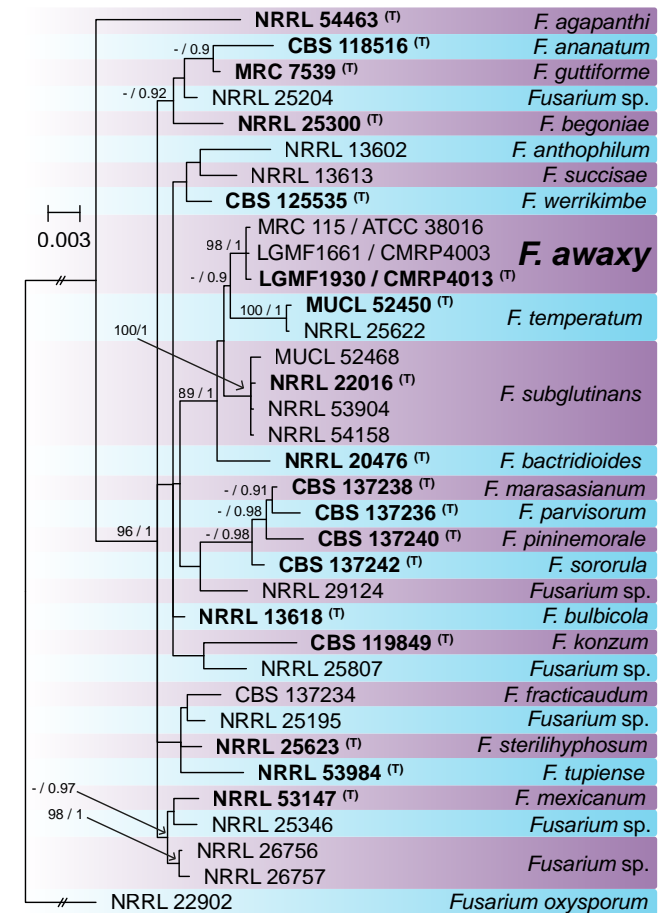 NRRL 54463 (T) F. agapanthi
- / 0.9 CBS 118516 (T) F. ananatum
MRC 7539 (T) F. guttiforme
- / 0.92 NRRL 25204 Fusarium sp.
NRRL 25300 (T) F. begoniae
NRRL 13602 F. anthophilum
NRRL 13613 F. succisae
CBS 125535 (T) F. werrikimbe
0.003
MRC 115 / ATCC 38016
98 / 1 LGMF1661 / CMRP4003 F. awaxy
- / 0.9 LGMF1930 / CMRP4013 (T)
100 / 1 MUCL 52450 (T) F. temperatum
NRRL 25622
100/1
MUCL 52468
NRRL 22016 (T) F. subglutinans
89 / 1 NRRL 53904
NRRL 54158
NRRL 20476 (T) F. bactridioides
- / 0.91 CBS 137238 (T) F. marasasianum
- / 0.98 CBS 137236 (T) F. parvisorum
- / 0.98 CBS 137240 (T) F. pininemorale
96 / 1 CBS 137242 (T) F. sororula
NRRL 29124 Fusarium sp.
NRRL 13618 (T) F. bulbicola
CBS 119849 (T) F. konzum
NRRL 25807 Fusarium sp.
CBS 137234 F. fracticaudum
NRRL 25195 Fusarium sp.
NRRL 25623 (T) F. sterilihyphosum
NRRL 53984 (T) F. tupiense
- / 0.97 NRRL 53147 (T) F. mexicanum
98 / 1 NRRL 25346 Fusarium sp.
NRRL 26756 Fusarium sp.
NRRL 26757
NRRL 22902 Fusarium oxysporum